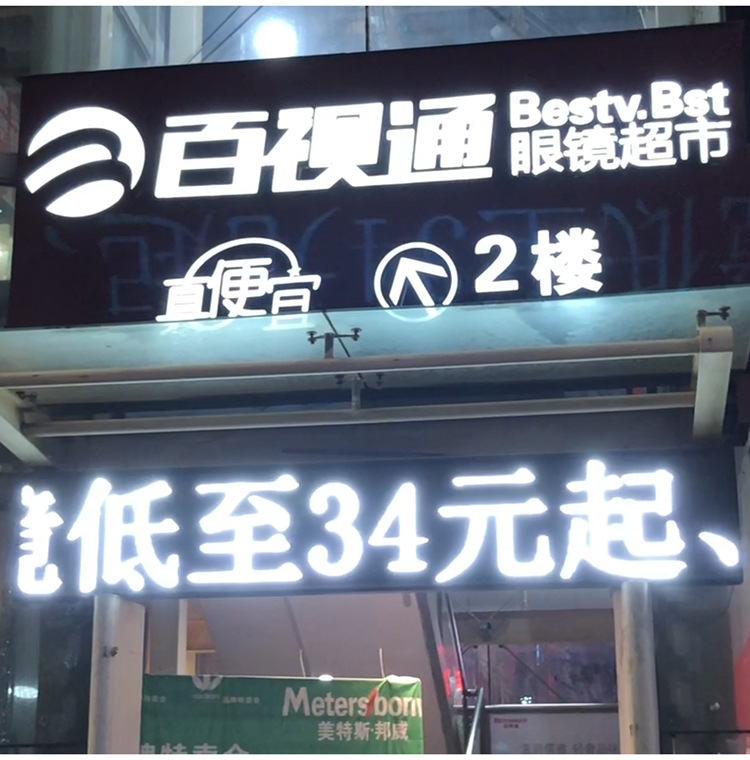 百视通
Bestv.Bst
眼镜超市
直便宜
2楼
低至34元起、
Metersbon
美特斯·邦威